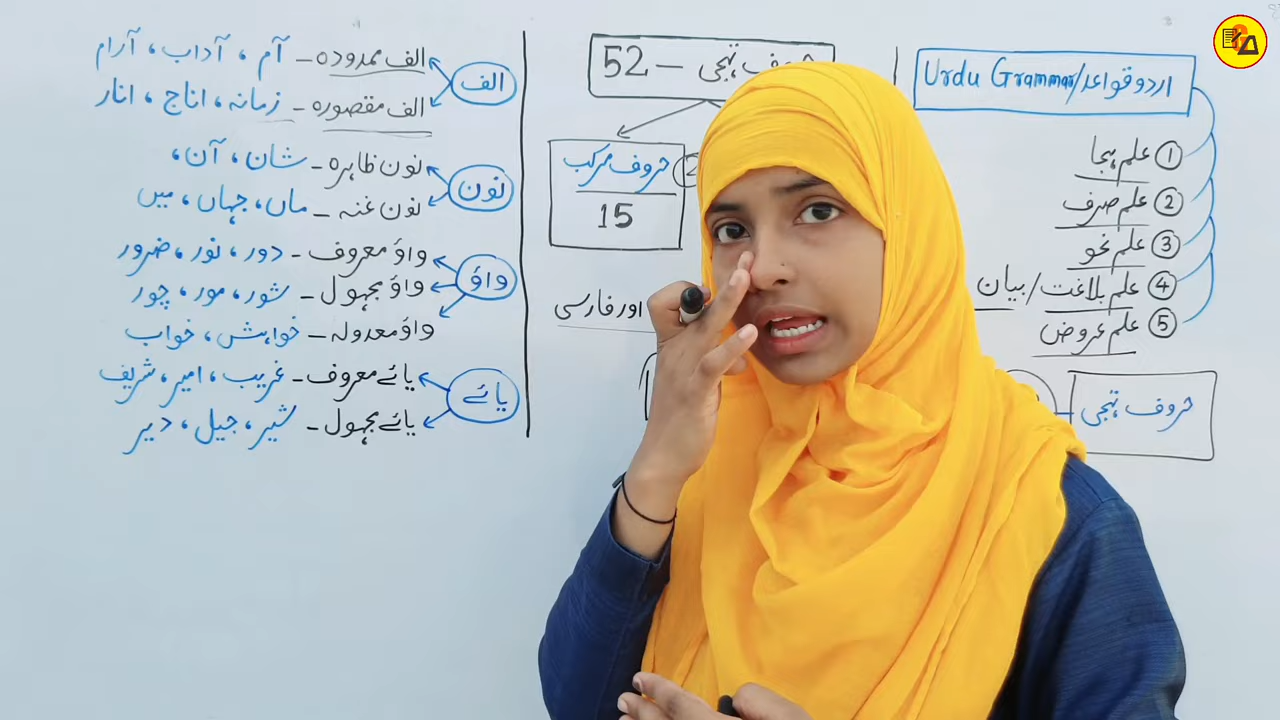 Urdu Grammar/اردو قواعد
① علم ہجا
② علم صرف
③ علم نحو
④ علم بلاغت/بیان
⑤ علم عروض
حروف تہجی
حروف تہجی – 52
حروف مرکب
15
اور فارسی
الف
الف ممدودہ – آم، آداب، آرام
الف مقصورہ – زمانہ، اناج، انار
نون
نون ظاہرہ – شان، آن،
نون غنہ – ماں، جہاں، میں
واؤ
واؤ معروف – دور، نور، ضرور
واؤ مجہول – شور، مور، چور
واؤ معدولہ – خواہش، خواب
یائے
یائے معروف – غریب، امیر، شریف
یائے مجہول – شیر، جیل، دیر